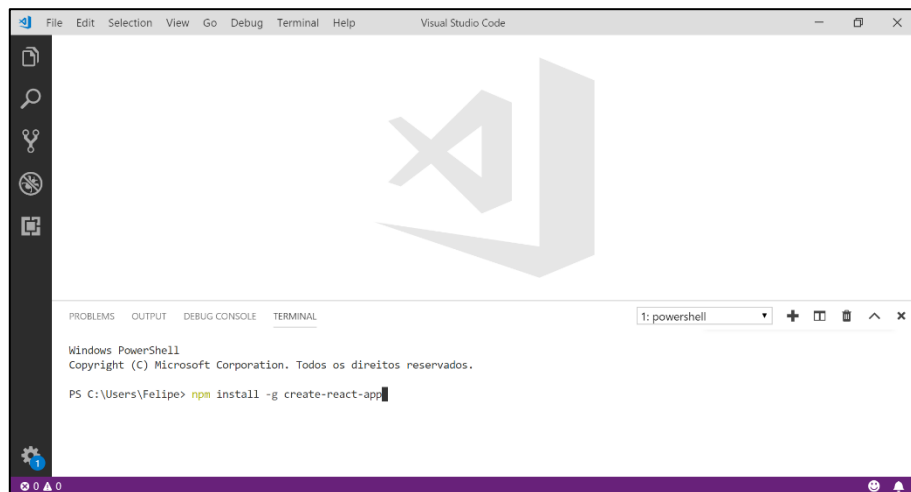 File Edit Selection View Go Debug Terminal Help Visual Studio Code
PROBLEMS OUTPUT DEBUG CONSOLE TERMINAL 1: powershell
Windows PowerShell
Copyright (C) Microsoft Corporation. Todos os direitos reservados.
PS C:\Users\Felipe> npm install -g create-react-app
1
0 0